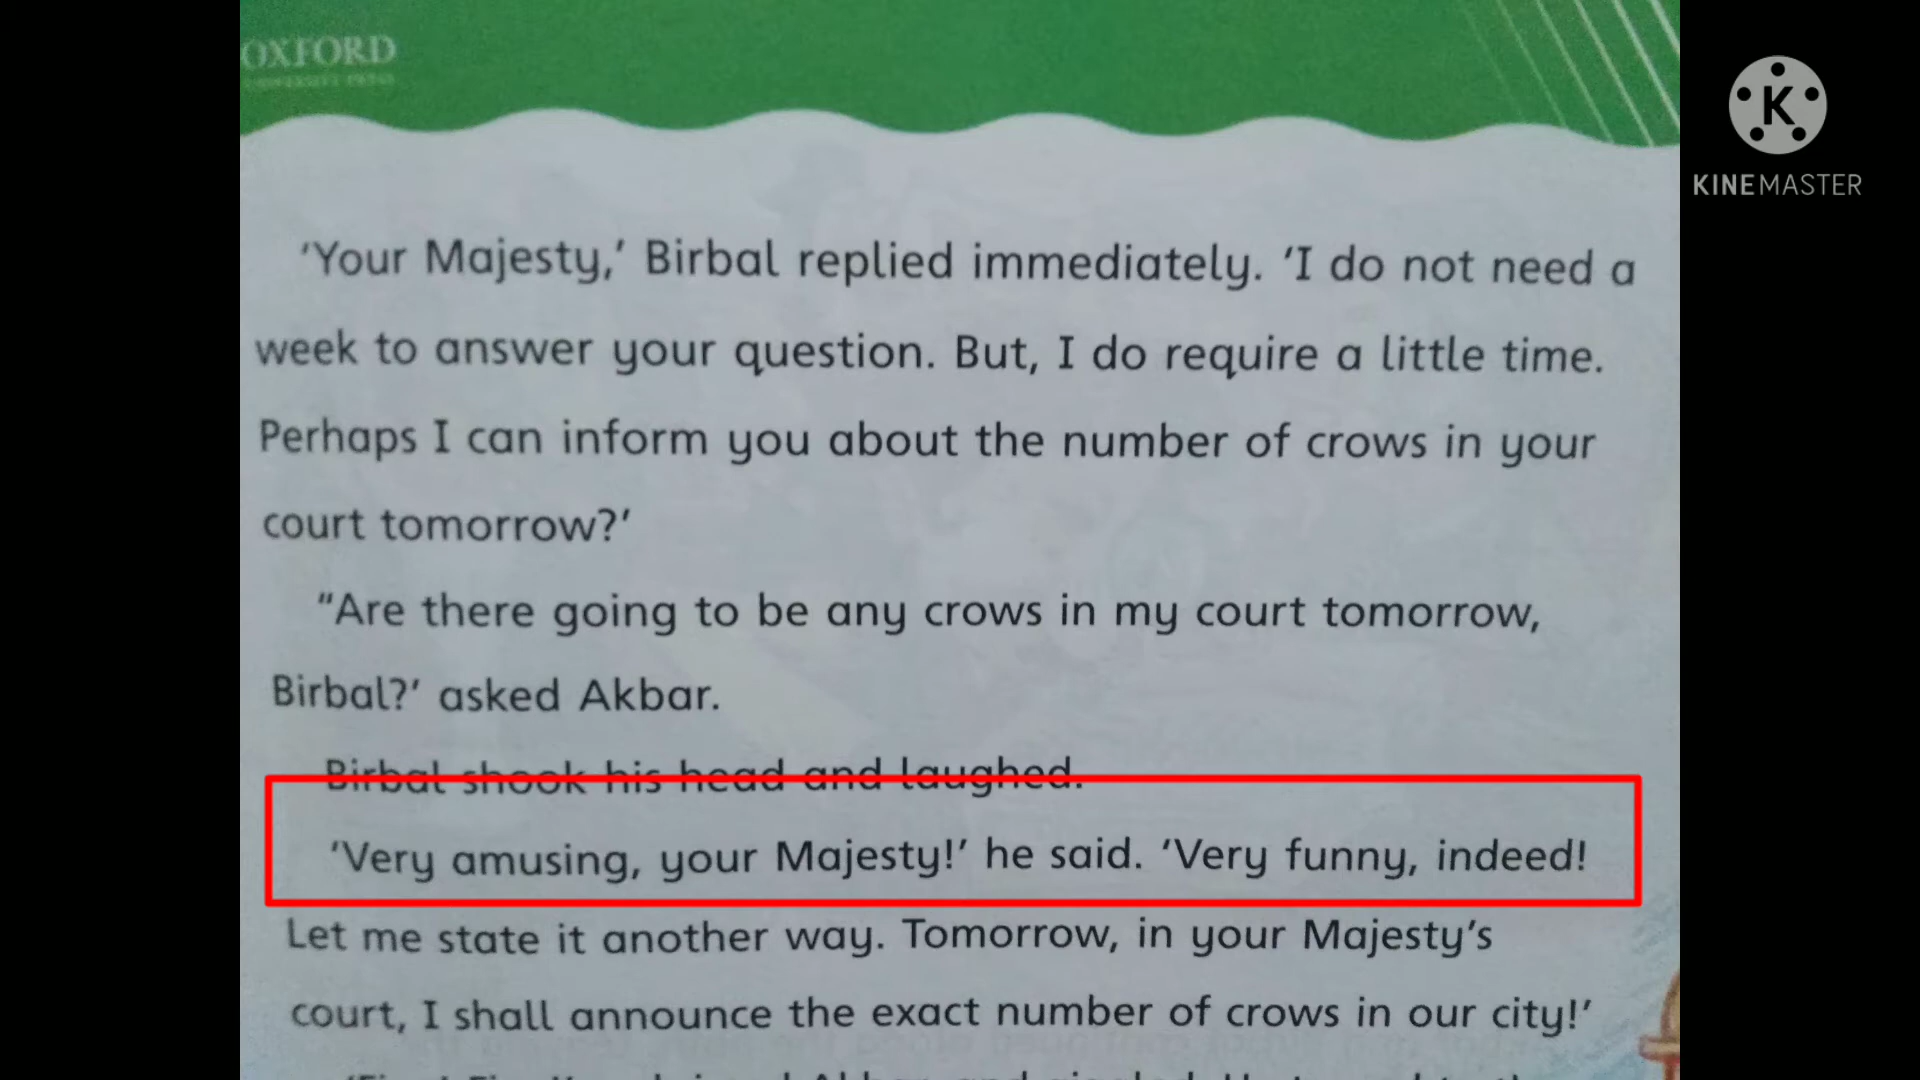 OXFORD
UNIVERSITY PRESS
KINEMASTER
'Your Majesty,' Birbal replied immediately. 'I do not need a
week to answer your question. But, I do require a little time.
Perhaps I can inform you about the number of crows in your
court tomorrow?'
"Are there going to be any crows in my court tomorrow,
Birbal?' asked Akbar.
Birbal shook his head and laughed.
'Very amusing, your Majesty!' he said. 'Very funny, indeed!
Let me state it another way. Tomorrow, in your Majesty's
court, I shall announce the exact number of crows in our city!'